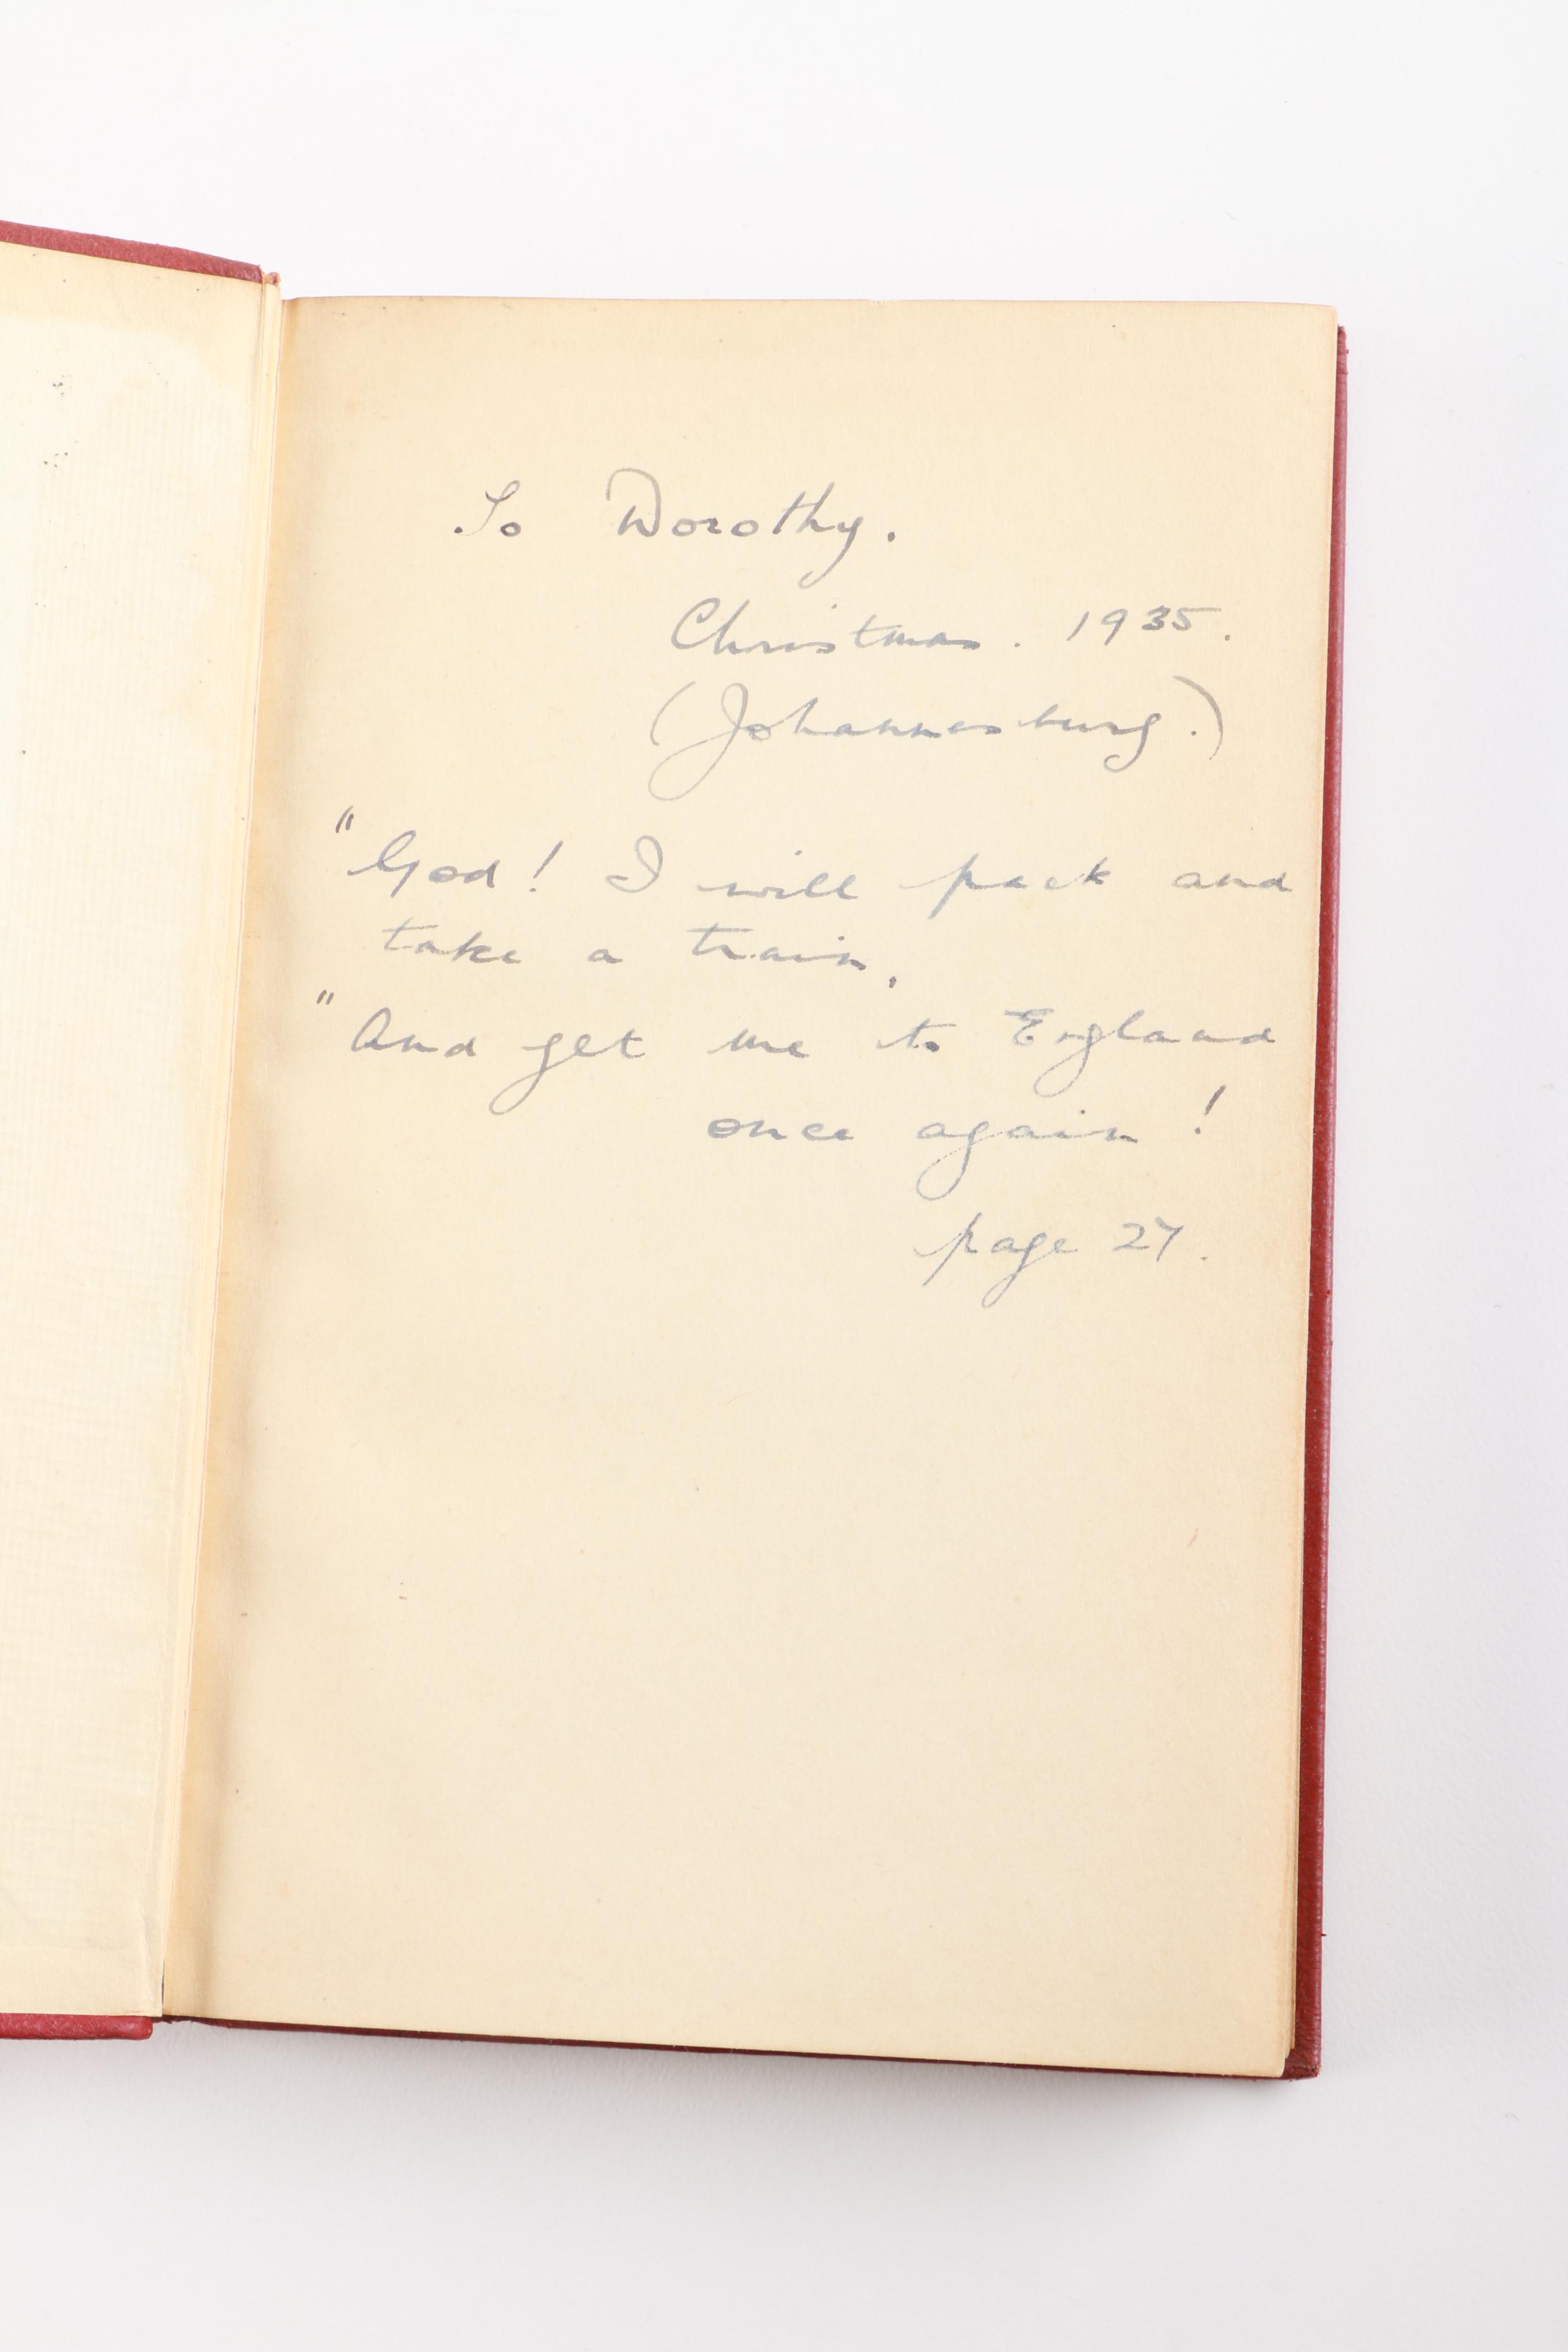 To Dorothy.
Christmas. 1935.
(Johannesburg.)
"God! I will pack and
take a train,
"And get me to England
once again!
page 27.